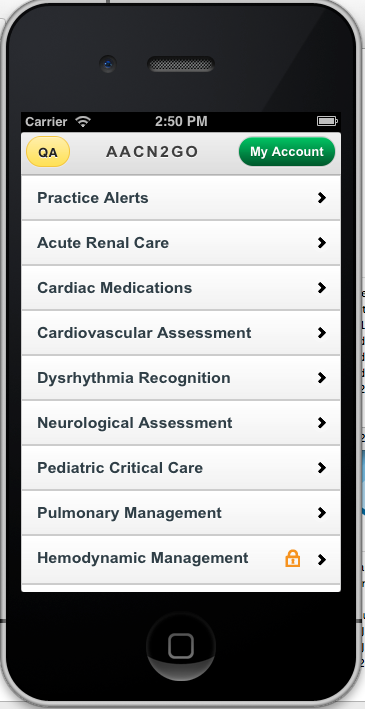 Carrier 2:50 PM
QA AACN2GO My Account
Practice Alerts
Acute Renal Care
Cardiac Medications
Cardiovascular Assessment
Dysrhythmia Recognition
Neurological Assessment
Pediatric Critical Care
Pulmonary Management
Hemodynamic Management